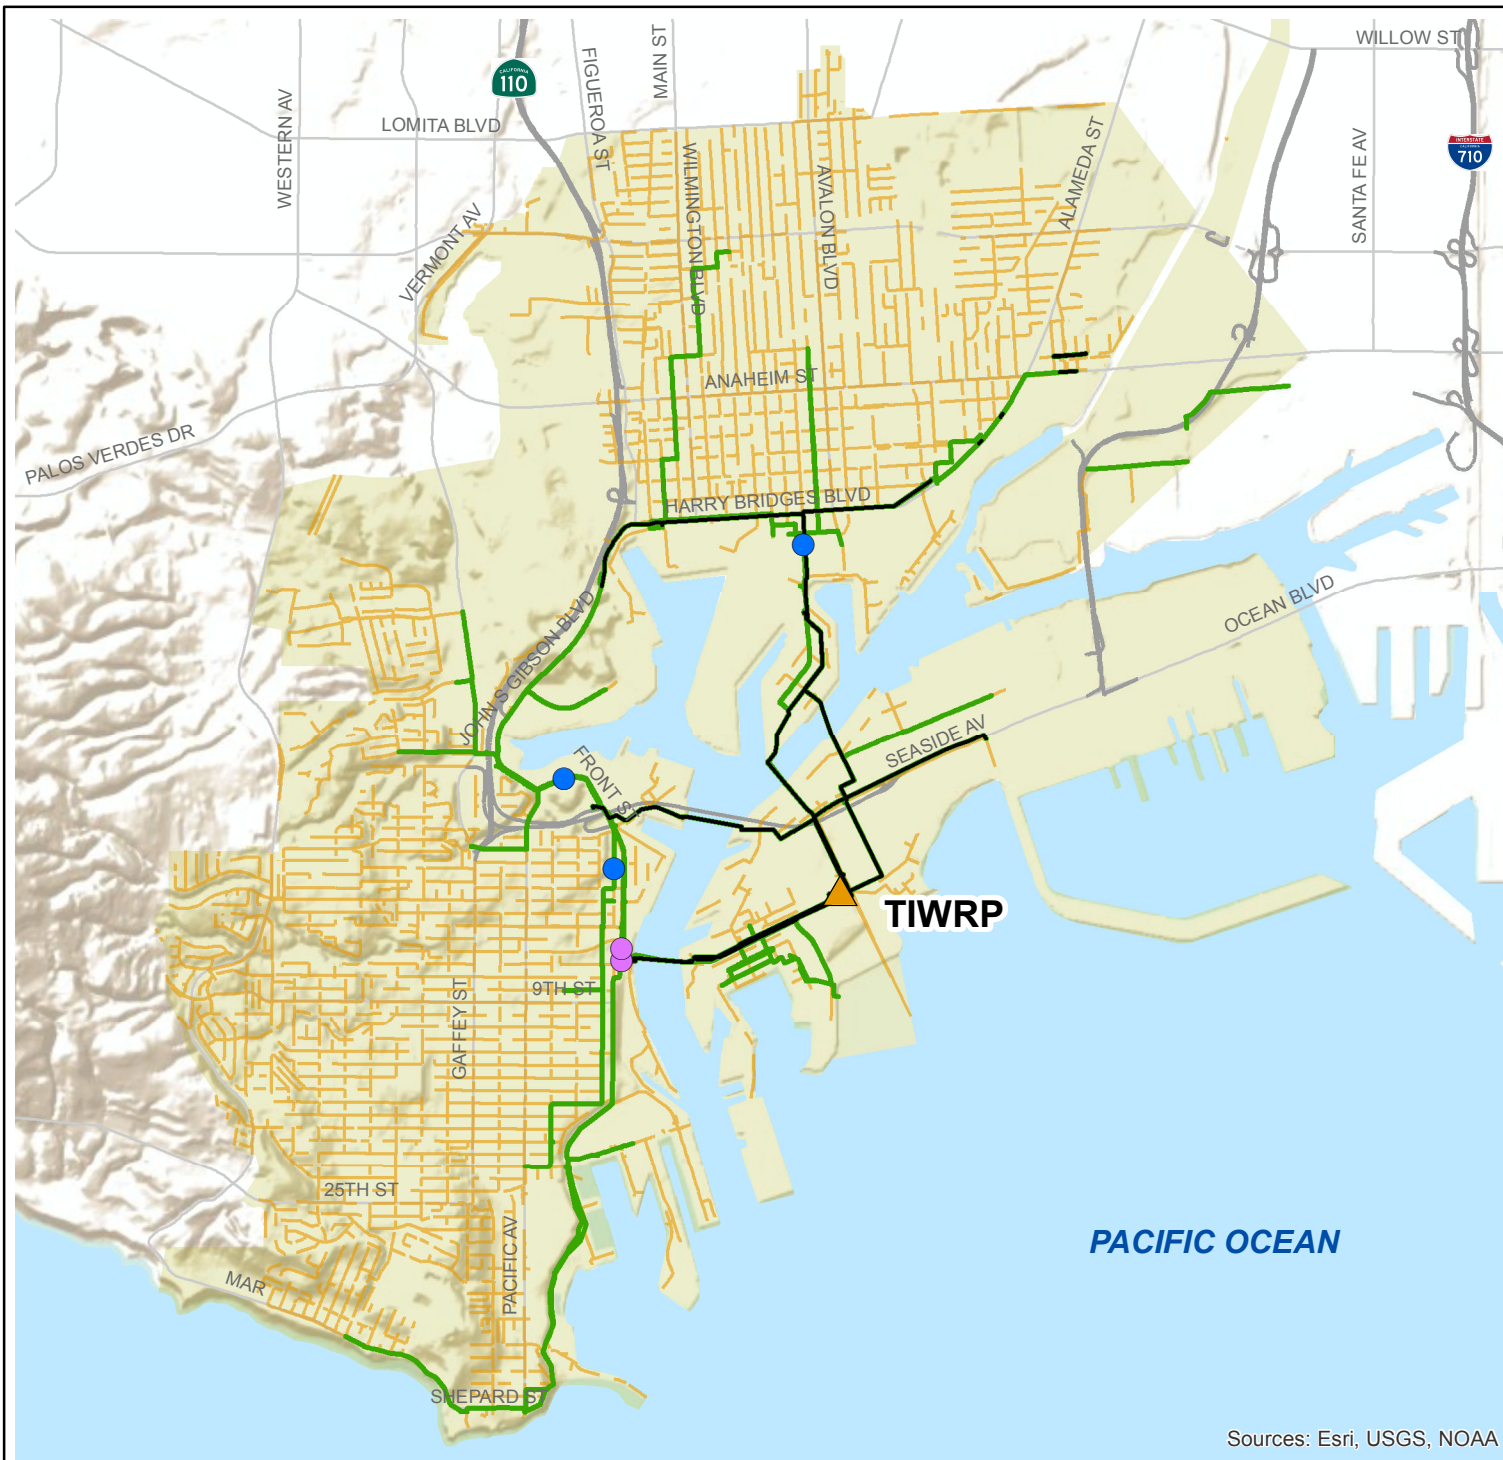 WILLOW ST
CALIFORNIA
110
FIGUEROA ST
MAIN ST
WESTERN AV
LOMITA BLVD
WILMINGTON BLVD
AVALON BLVD
ALAMEDA ST
SANTA FE AV
INTERSTATE
CALIFORNIA
710
VERMONT AV
ANAHEIM ST
PALOS VERDES DR
HARRY BRIDGES BLVD
JOHN S GIBSON BLVD
OCEAN BLVD
FRONT ST
SEASIDE AV
TIWRP
9TH ST
GAFFEY ST
25TH ST
PACIFIC AV
PACIFIC OCEAN
MAR
SHEPARD ST
Sources: Esri, USGS, NOAA